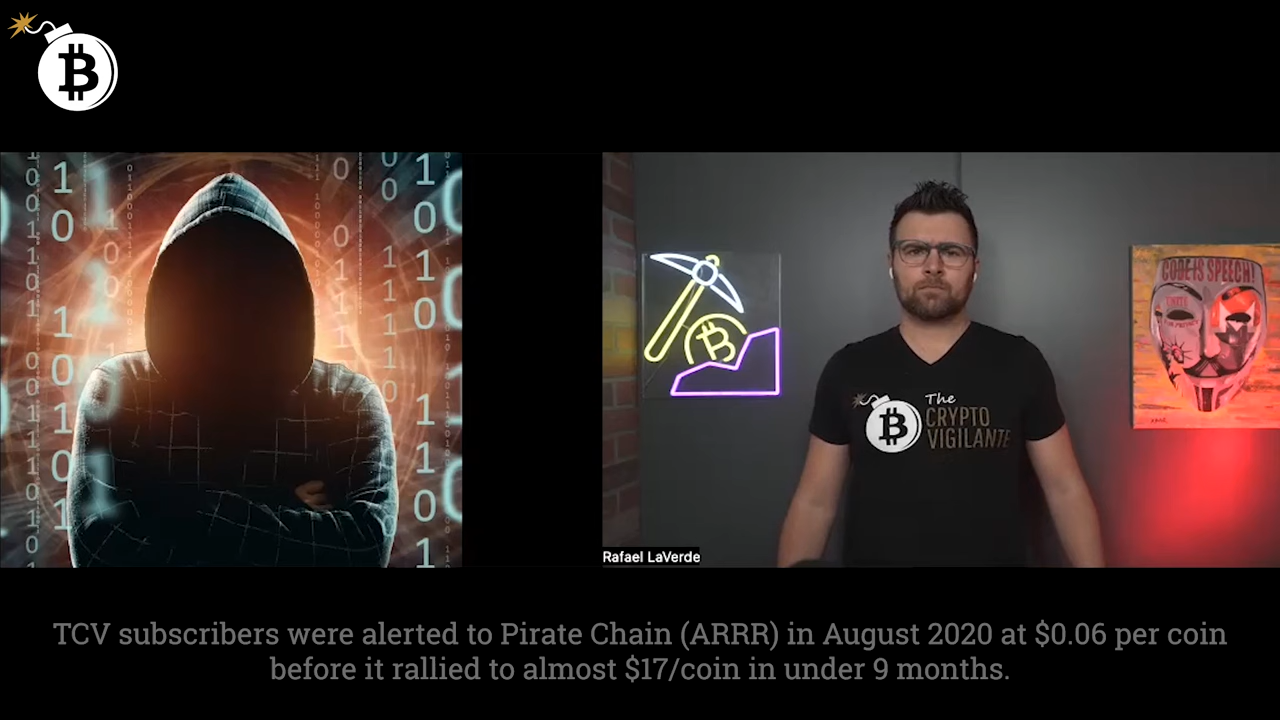 CODE IS SPEECH!
The
CRYPTO
VIGILANTE
Rafael LaVerde
TCV subscribers were alerted to Pirate Chain (ARRR) in August 2020 at $0.06 per coin
before it rallied to almost $17/coin in under 9 months.